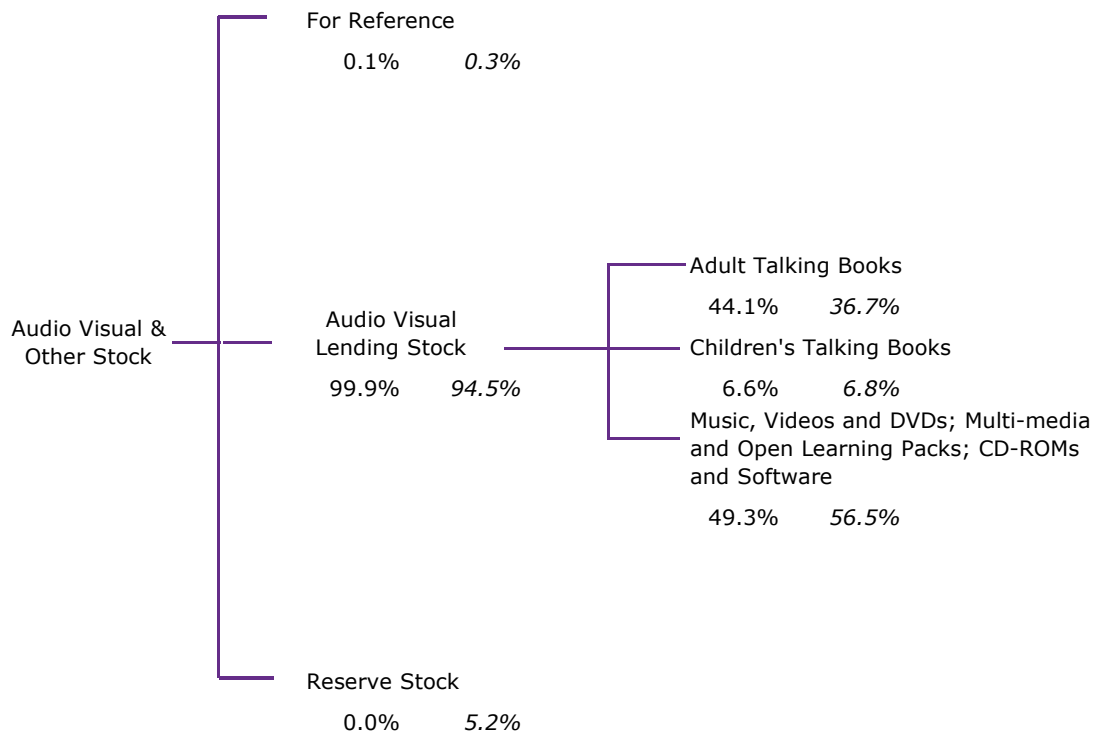 For Reference
0.1% 0.3%
Audio Visual &
Other Stock
Audio Visual
Lending Stock
99.9% 94.5%
Adult Talking Books
44.1% 36.7%
Children's Talking Books
6.6% 6.8%
Music, Videos and DVDs; Multi-media
and Open Learning Packs; CD-ROMs
and Software
49.3% 56.5%
Reserve Stock
0.0% 5.2%